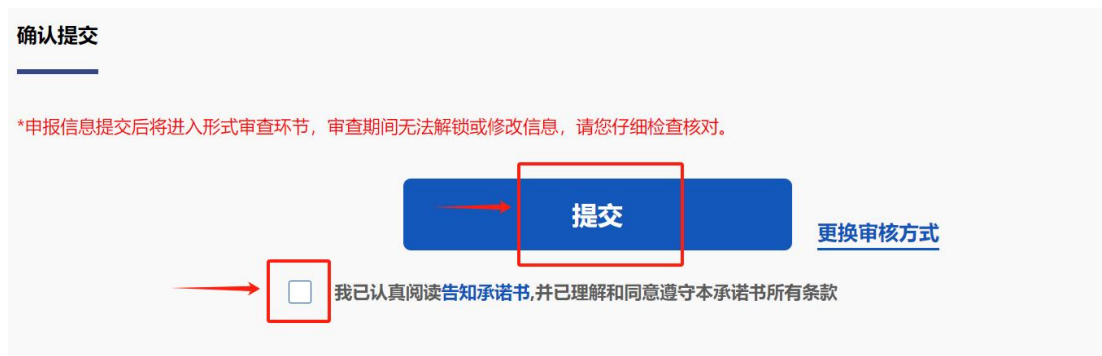 确认提交
*申报信息提交后将进入形式审查环节，审查期间无法解锁或修改信息，请您仔细检查核对。
提交
更换审核方式
我已认真阅读告知承诺书,并已理解和同意遵守本承诺书所有条款